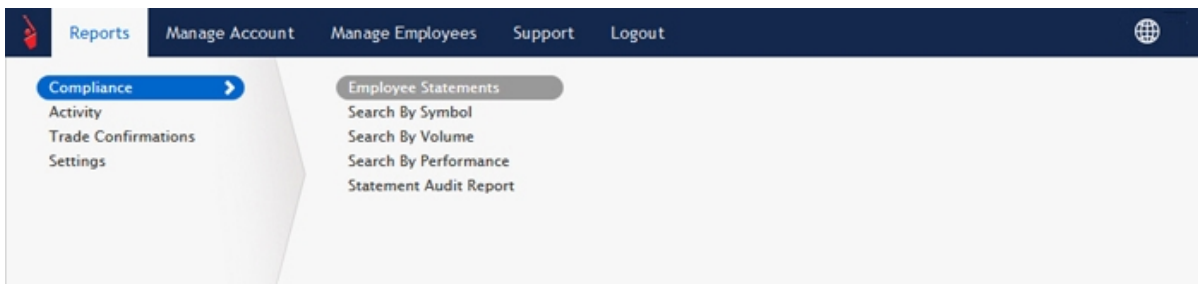 Reports Manage Account Manage Employees Support Logout
Compliance
Activity
Trade Confirmations
Settings
Employee Statements
Search By Symbol
Search By Volume
Search By Performance
Statement Audit Report